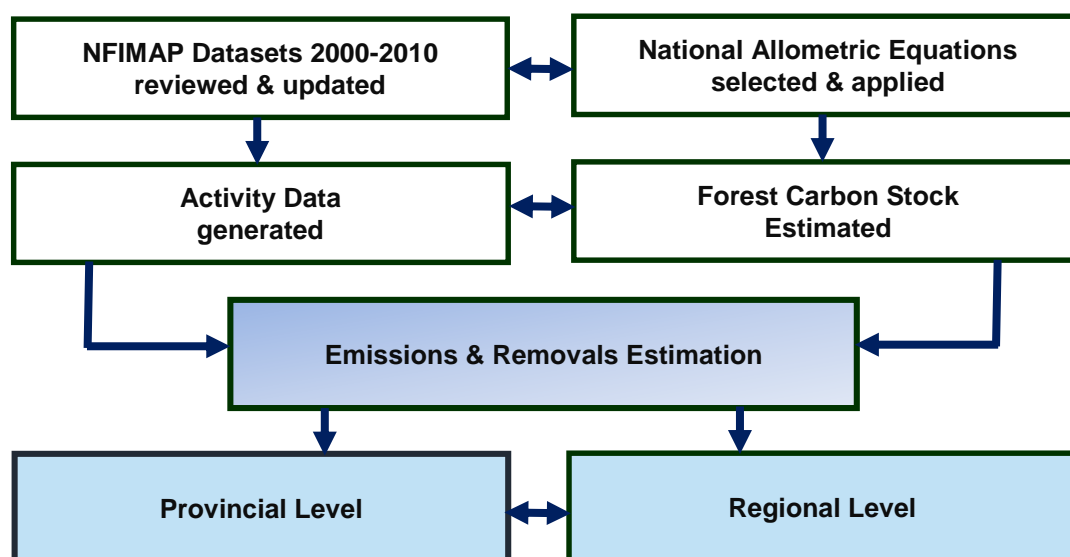 NFIMAP Datasets 2000-2010
reviewed & updated
National Allometric Equations
selected & applied
Activity Data
generated
Forest Carbon Stock
Estimated
Emissions & Removals Estimation
Provincial Level
Regional Level